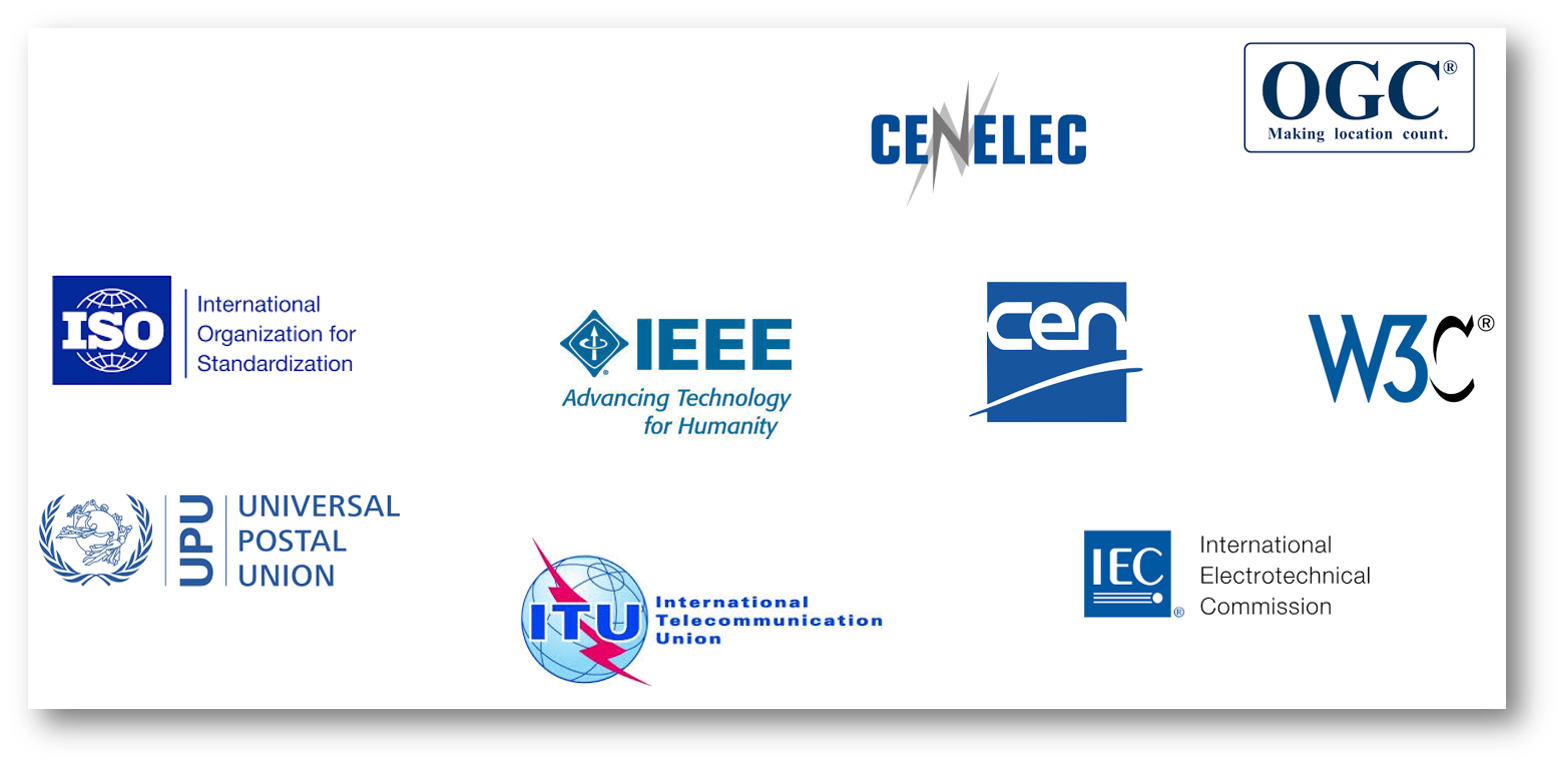 CENELEC
OGC®
Making location count.
ISO
International
Organization for
Standardization
IEEE
®
Advancing Technology
for Humanity
cen
W3C®
UPU
UNIVERSAL
POSTAL
UNION
ITU
International
Telecommunication
Union
IEC
®
International
Electrotechnical
Commission